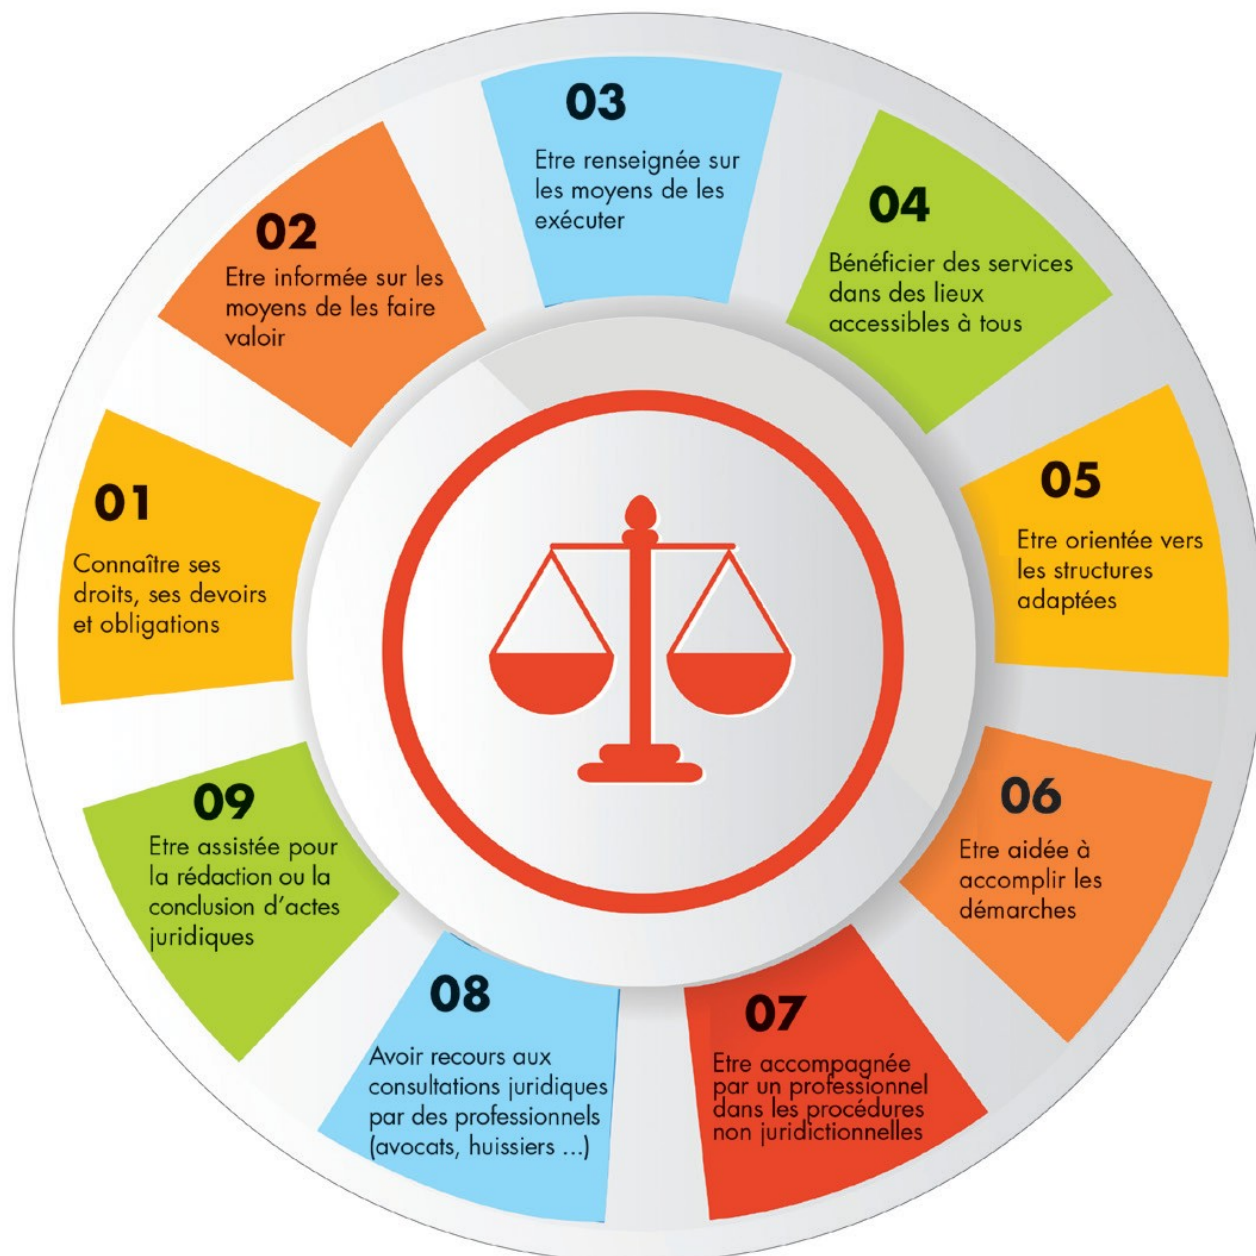 01
Connaître ses
droits, ses devoirs
et obligations
02
Etre informée sur les
moyens de les faire
valoir
03
Etre renseignée sur
les moyens de les
exécuter
04
Bénéficier des services
dans des lieux
accessibles à tous
05
Etre orientée vers
les structures
adaptées
06
Etre aidée à
accomplir les
démarches
07
Etre accompagnée
par un professionnel
dans les procédures
non juridictionnelles
08
Avoir recours aux
consultations juridiques
par des professionnels
(avocats, huissiers ...)
09
Etre assistée pour
la rédaction ou la
conclusion d'actes
juridiques